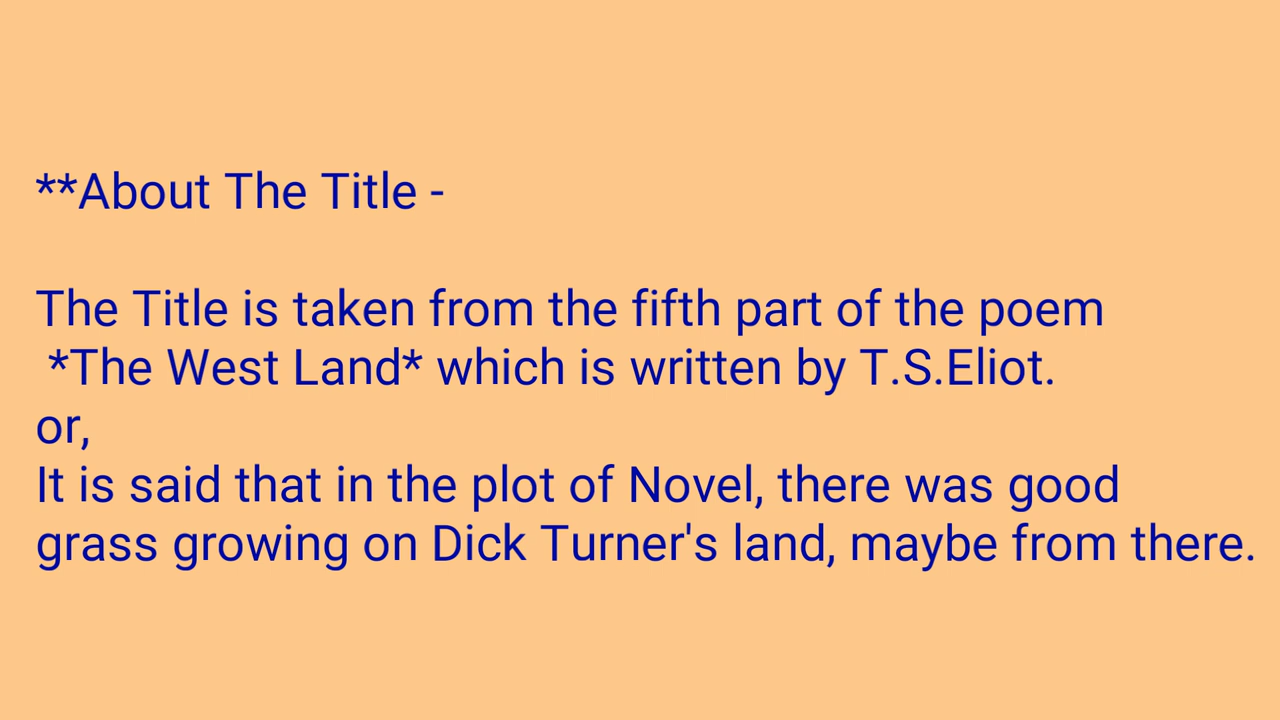 **About The Title -
The Title is taken from the fifth part of the poem
*The West Land* which is written by T.S.Eliot.
or,
It is said that in the plot of Novel, there was good
grass growing on Dick Turner's land, maybe from there.